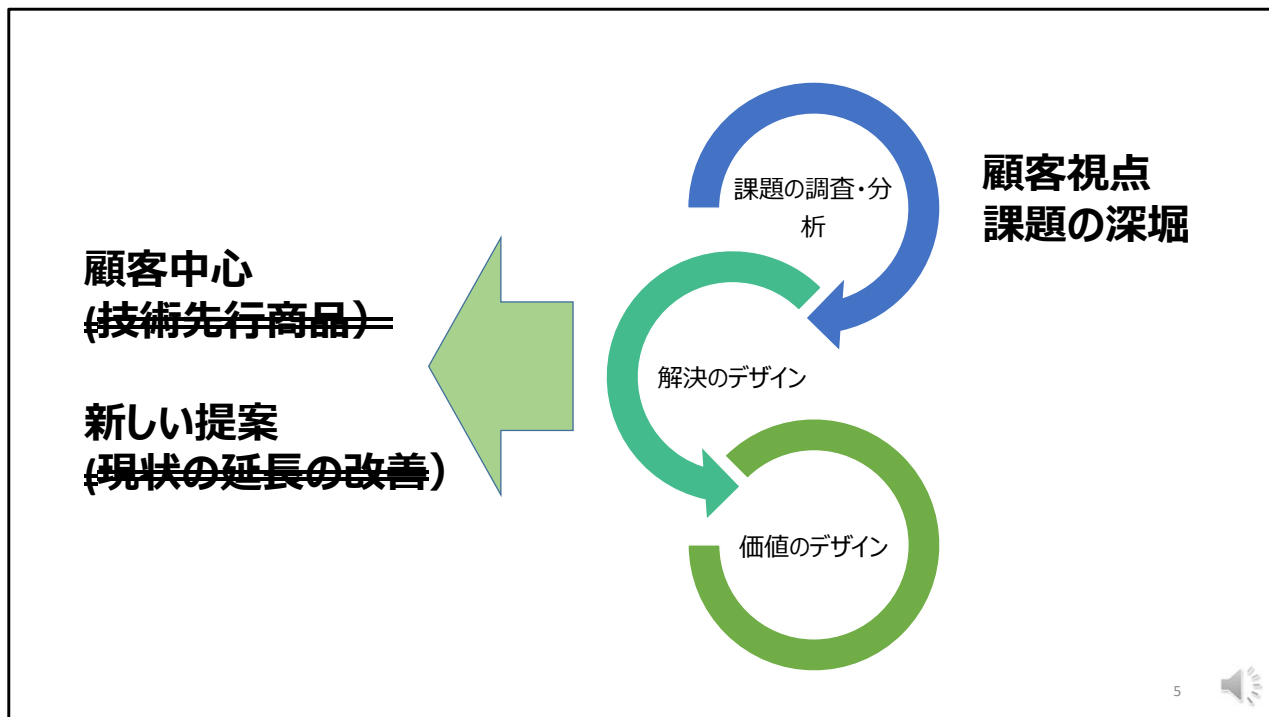 課題の調査・分
析
顧客視点
課題の深堀
顧客中心
(技術先行商品）
新しい提案
(現状の延長の改善）
解決のデザイン
価値のデザイン
5